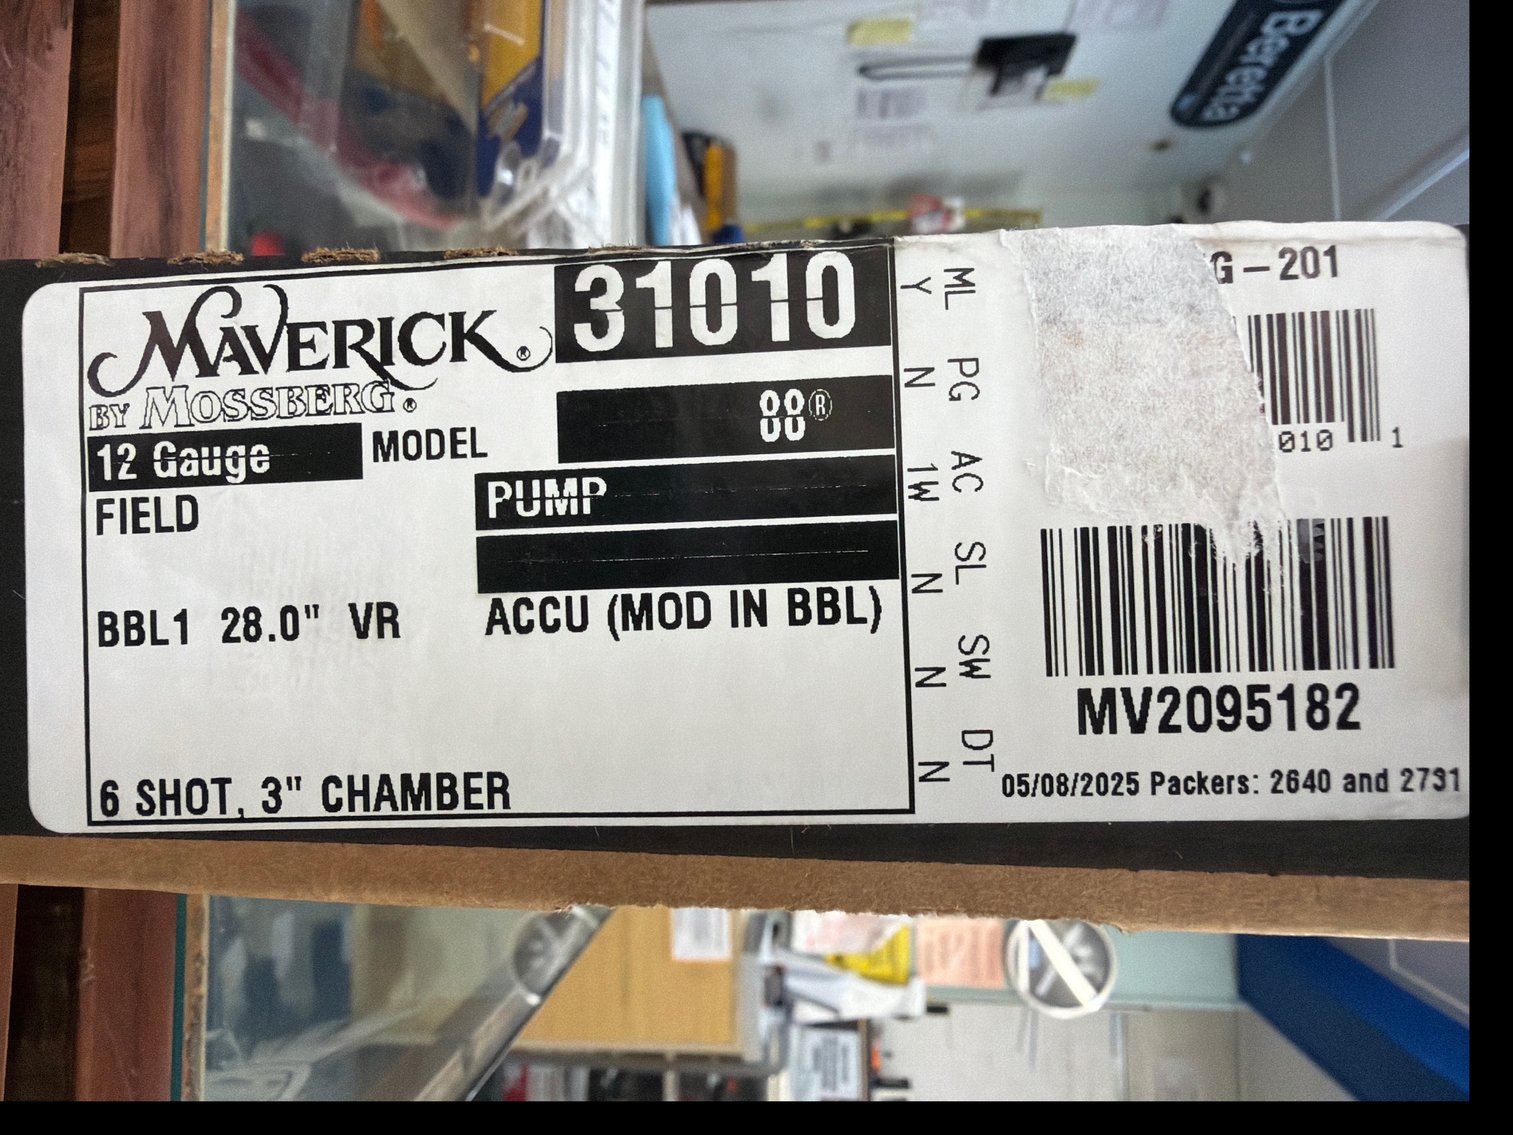 Beretta
MAVERICK®
BY MOSSBERG®
31010
88®
12 Gauge
MODEL
PUMP
FIELD
BBL1 28.0" VR
ACCU (MOD IN BBL)
6 SHOT, 3" CHAMBER
ML PG AC SL SW DT
Y N 1W N N N
G-201
010 1
MV2095182
05/08/2025 Packers: 2640 and 2731